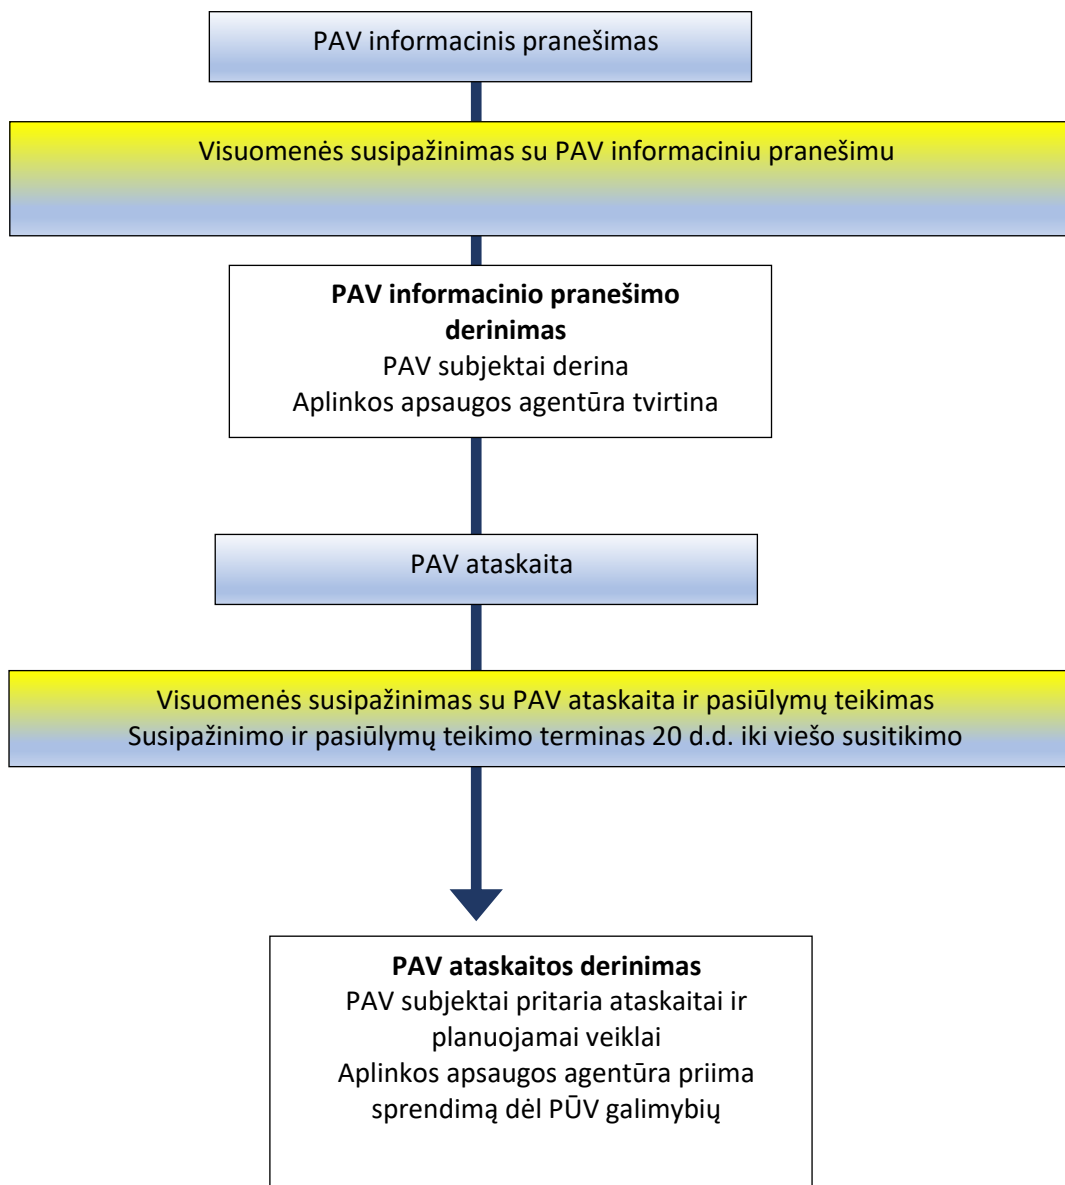 PAV informacinis pranešimas
Visuomenės susipažinimas su PAV informaciniu pranešimu
PAV informacinio pranešimo
derinimas
PAV subjektai derina
Aplinkos apsaugos agentūra tvirtina
PAV ataskaita
Visuomenės susipažinimas su PAV ataskaita ir pasiūlymų teikimas
Susipažinimo ir pasiūlymų teikimo terminas 20 d.d. iki viešo susitikimo
PAV ataskaitos derinimas
PAV subjektai pritaria ataskaitai ir
planuojamai veiklai
Aplinkos apsaugos agentūra priima
sprendimą dėl PŪV galimybių